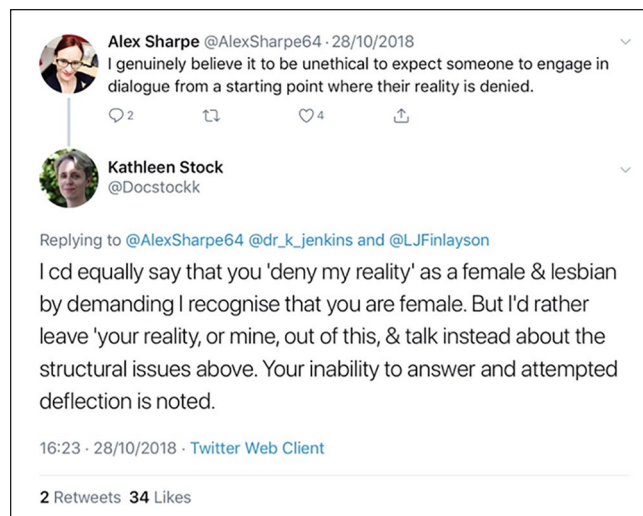 Alex Sharpe @AlexSharpe64 · 28/10/2018
I genuinely believe it to be unethical to expect someone to engage in
dialogue from a starting point where their reality is denied.
2 4
Kathleen Stock
@Docstockk
Replying to @AlexSharpe64 @dr_k_jenkins and @LJFinlayson
I cd equally say that you 'deny my reality' as a female & lesbian
by demanding I recognise that you are female. But I'd rather
leave 'your reality, or mine, out of this, & talk instead about the
structural issues above. Your inability to answer and attempted
deflection is noted.
16:23 · 28/10/2018 · Twitter Web Client
2 Retweets 34 Likes